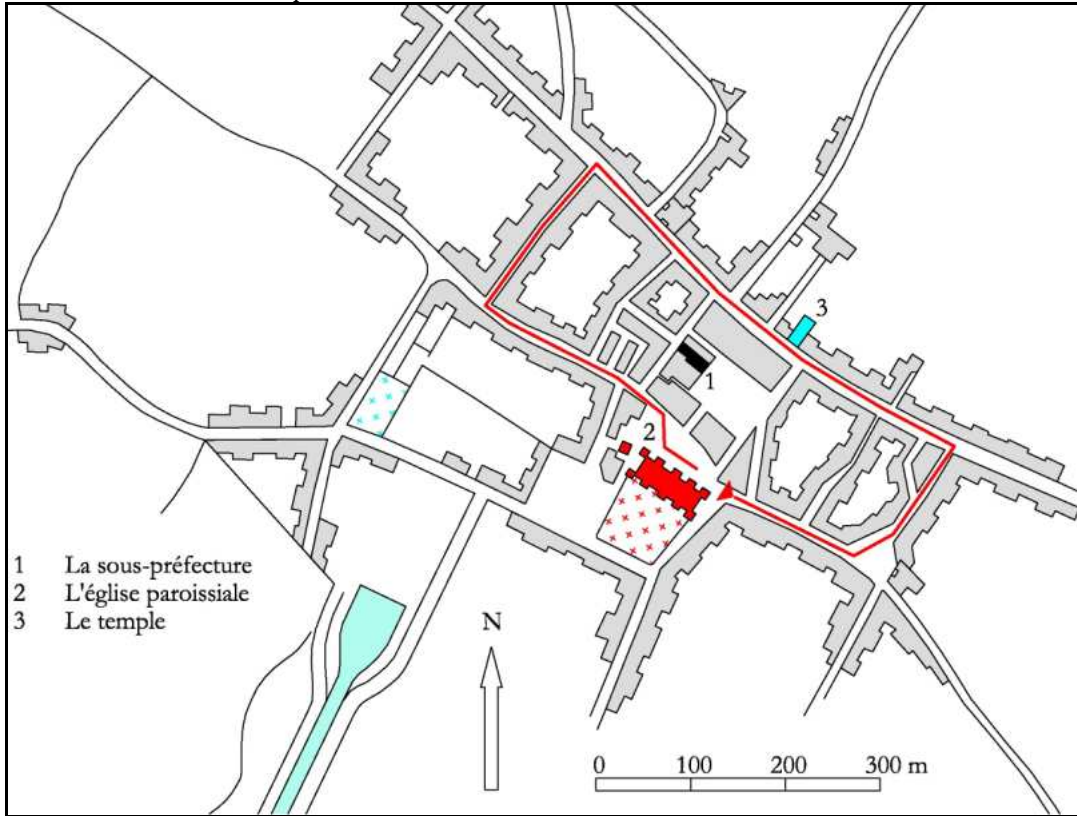 3
1
2
1 La sous-préfecture
2 L'église paroissiale
3 Le temple
N
0 100 200 300 m